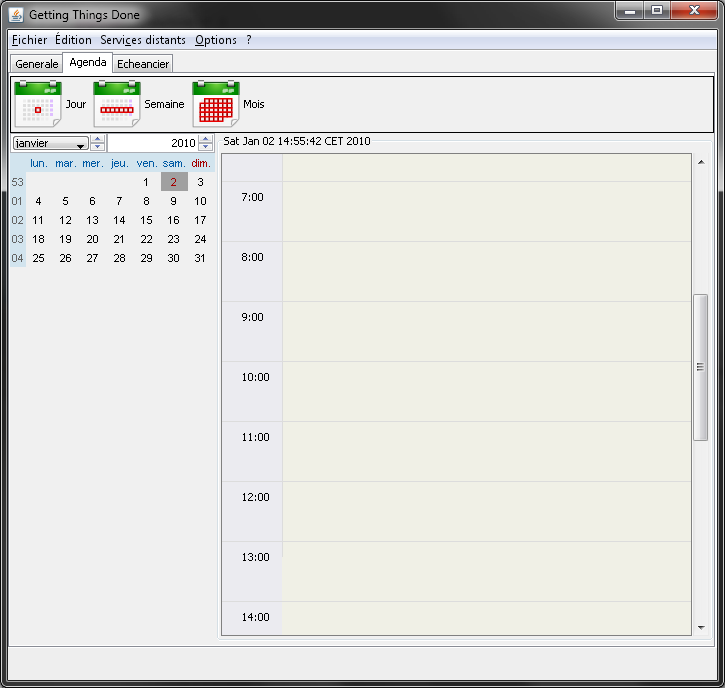 Getting Things Done
Fichier Édition Services distants Options ?
Generale Agenda Echeancier
Jour Semaine Mois
janvier 2010
lun. mar. mer. jeu. ven. sam. dim.
53 1 2 3
01 4 5 6 7 8 9 10
02 11 12 13 14 15 16 17
03 18 19 20 21 22 23 24
04 25 26 27 28 29 30 31
Sat Jan 02 14:55:42 CET 2010
7:00
8:00
9:00
10:00
11:00
12:00
13:00
14:00